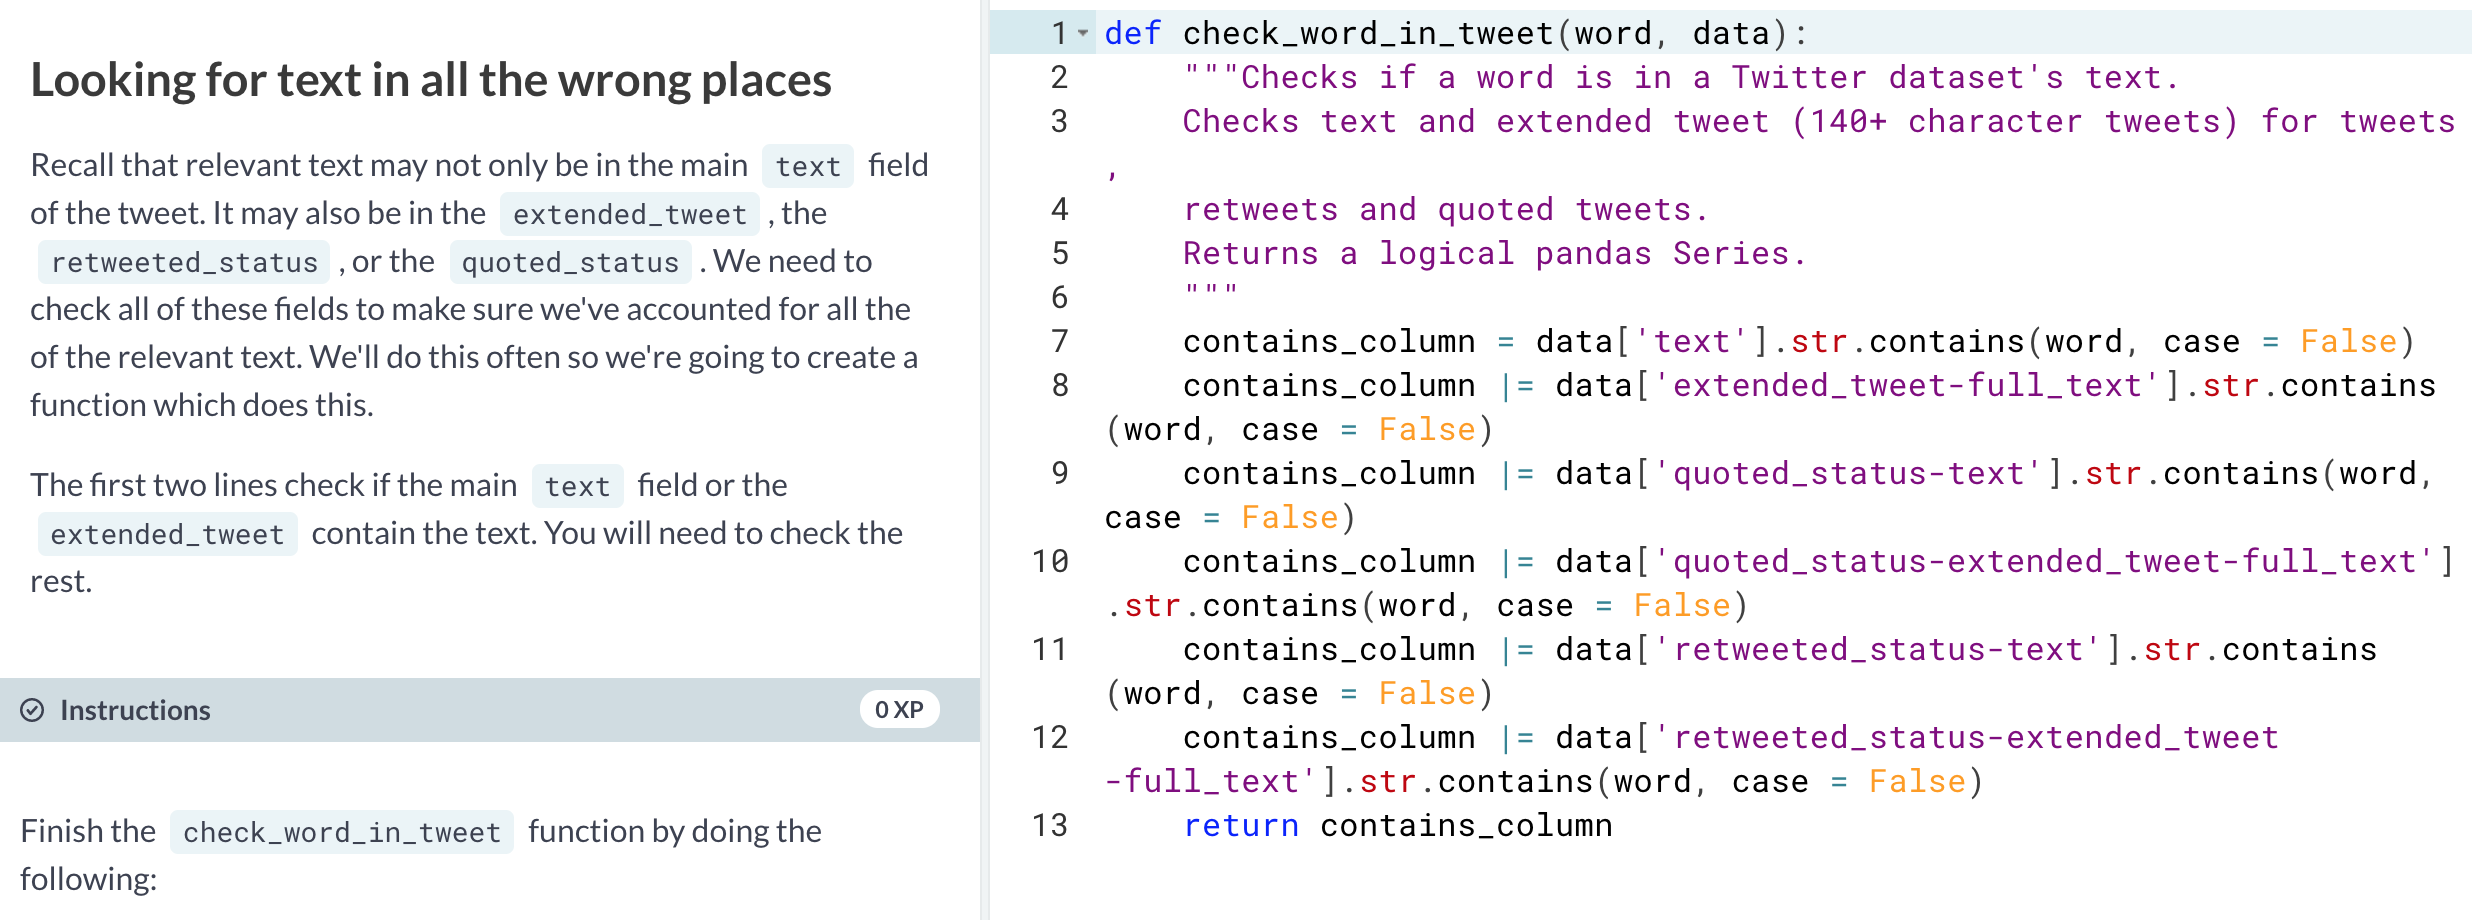 Looking for text in all the wrong places
Recall that relevant text may not only be in the main text field
of the tweet. It may also be in the extended_tweet , the
retweeted_status , or the quoted_status . We need to
check all of these fields to make sure we've accounted for all the
of the relevant text. We'll do this often so we're going to create a
function which does this.
The first two lines check if the main text field or the
extended_tweet contain the text. You will need to check the
rest.
Instructions
0 XP
Finish the check_word_in_tweet function by doing the
following:
1 def check_word_in_tweet(word, data):
2     """Checks if a word is in a Twitter dataset's text.
3     Checks text and extended tweet (140+ character tweets) for tweets
,
4     retweets and quoted tweets.
5     Returns a logical pandas Series.
6     """
7     contains_column = data['text'].str.contains(word, case = False)
8     contains_column |= data['extended_tweet-full_text'].str.contains
(word, case = False)
9     contains_column |= data['quoted_status-text'].str.contains(word,
case = False)
10     contains_column |= data['quoted_status-extended_tweet-full_text']
.str.contains(word, case = False)
11     contains_column |= data['retweeted_status-text'].str.contains
(word, case = False)
12     contains_column |= data['retweeted_status-extended_tweet
-full_text'].str.contains(word, case = False)
13     return contains_column